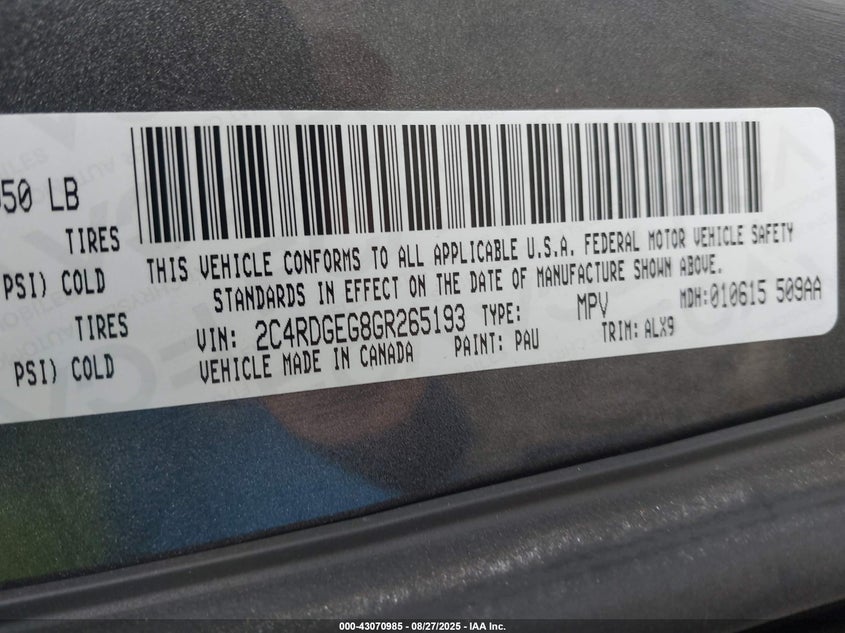 50 LB
TIRES
PSI) COLD
TIRES
PSI) COLD
THIS VEHICLE CONFORMS TO ALL APPLICABLE U.S.A. FEDERAL MOTOR VEHICLE SAFETY
STANDARDS IN EFFECT ON THE DATE OF MANUFACTURE SHOWN ABOVE.
VIN: 2C4RDGEG8GR265193 TYPE: MPV MDH:010615 509AA
VEHICLE MADE IN CANADA PAINT: PAU TRIM: ALX9
000-43070985 - 08/27/2025 - IAA Inc.